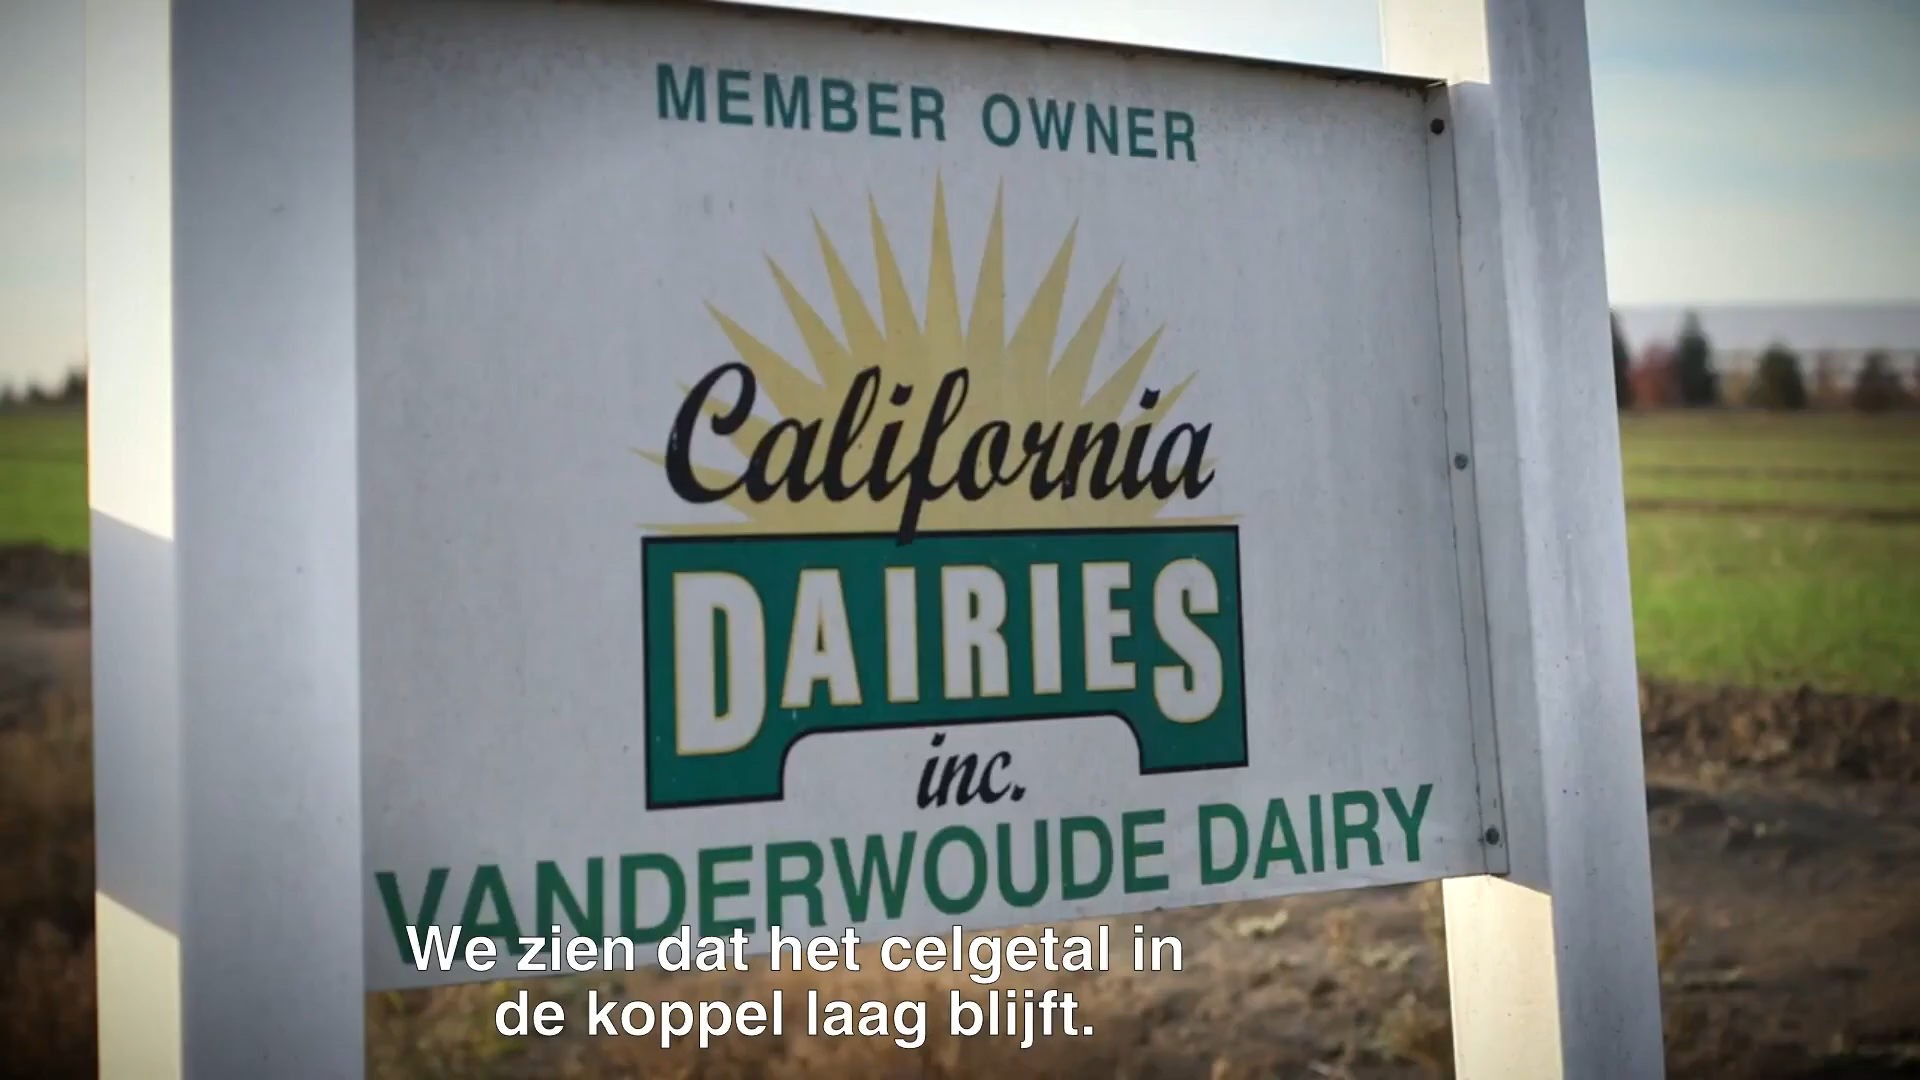 MEMBER OWNER
California
DAIRIES
inc.
VANDERWOUDE DAIRY
We zien dat het celgetal in
de koppel laag blijft.